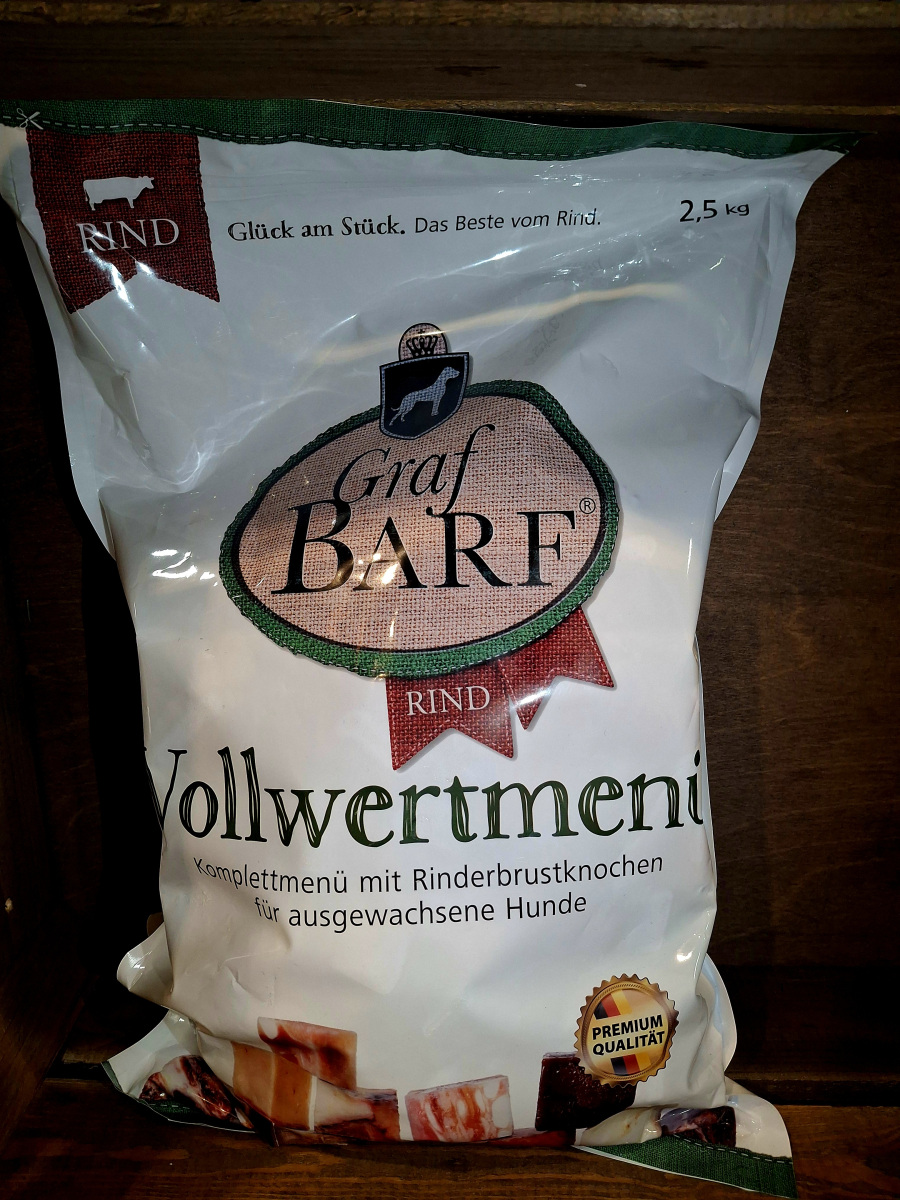 RIND
Glück am Stück. Das Beste vom Rind.
2,5 kg
Graf
BARF®
RIND
Vollwertmeni
Komplettmenü mit Rinderbrustknochen
für ausgewachsene Hunde
PREMIUM
QUALITÄT